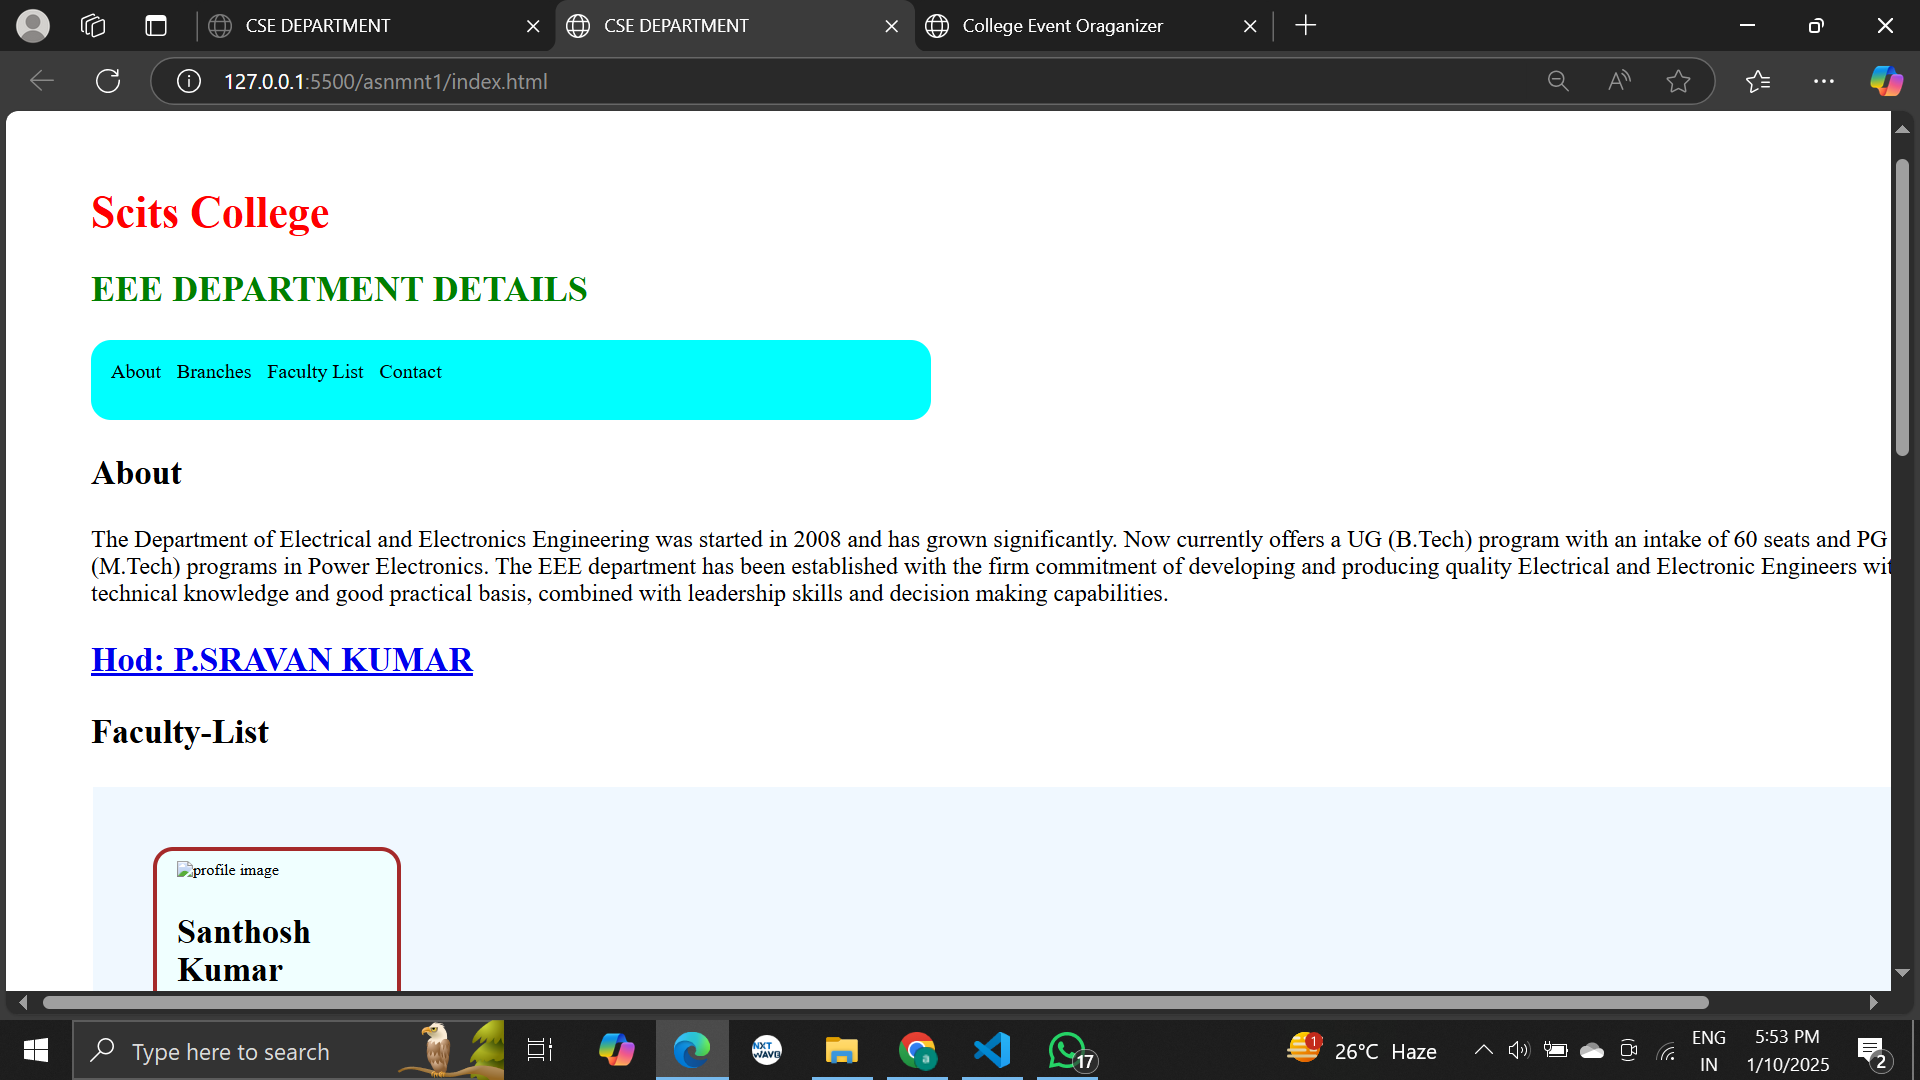 CSE DEPARTMENT
CSE DEPARTMENT
College Event Oraganizer
127.0.0.1:5500/asnmnt1/index.html
Scits College
EEE DEPARTMENT DETAILS
About Branches Faculty List Contact
About
The Department of Electrical and Electronics Engineering was started in 2008 and has grown significantly. Now currently offers a UG (B.Tech) program with an intake of 60 seats and PG
(M.Tech) programs in Power Electronics. The EEE department has been established with the firm commitment of developing and producing quality Electrical and Electronic Engineers wit
technical knowledge and good practical basis, combined with leadership skills and decision making capabilities.
Hod: P.SRAVAN KUMAR
Faculty-List
profile image
Santhosh
Kumar
Type here to search
NXT
WAVE
17
1
26°C Haze
ENG
IN
5:53 PM
1/10/2025
2